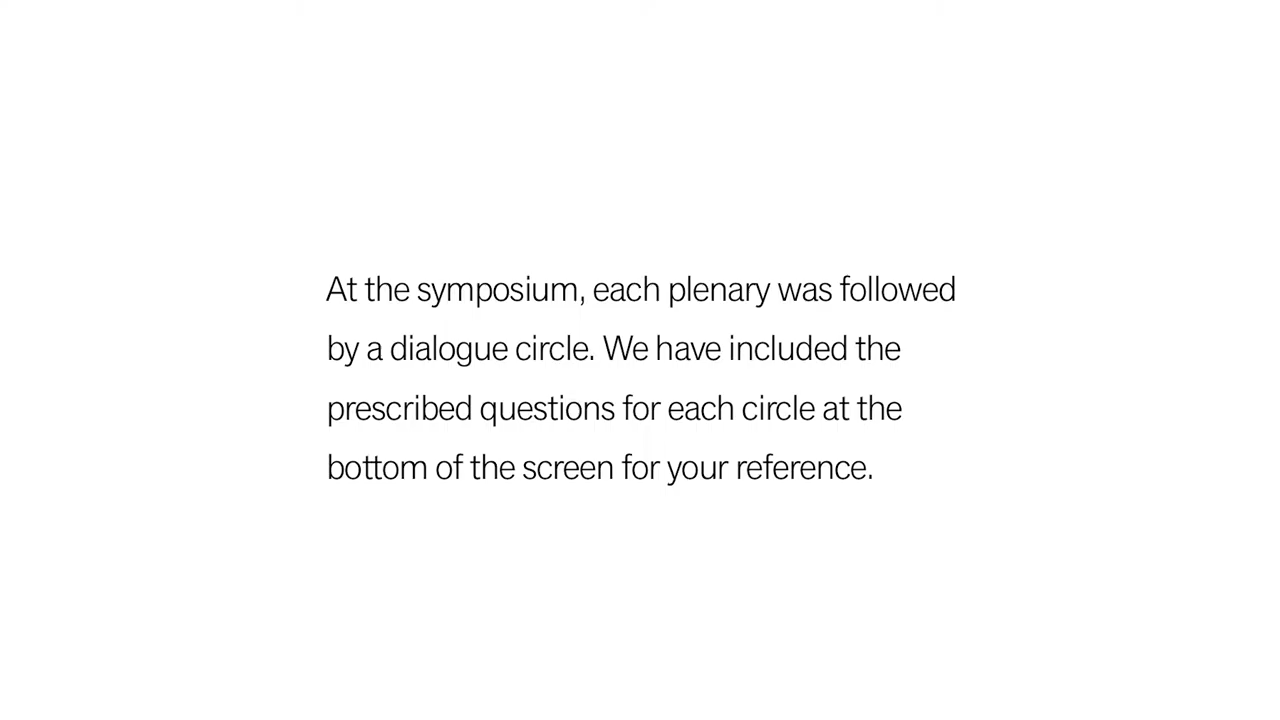 At the symposium, each plenary was followed
by a dialogue circle. We have included the
prescribed questions for each circle at the
bottom of the screen for your reference.